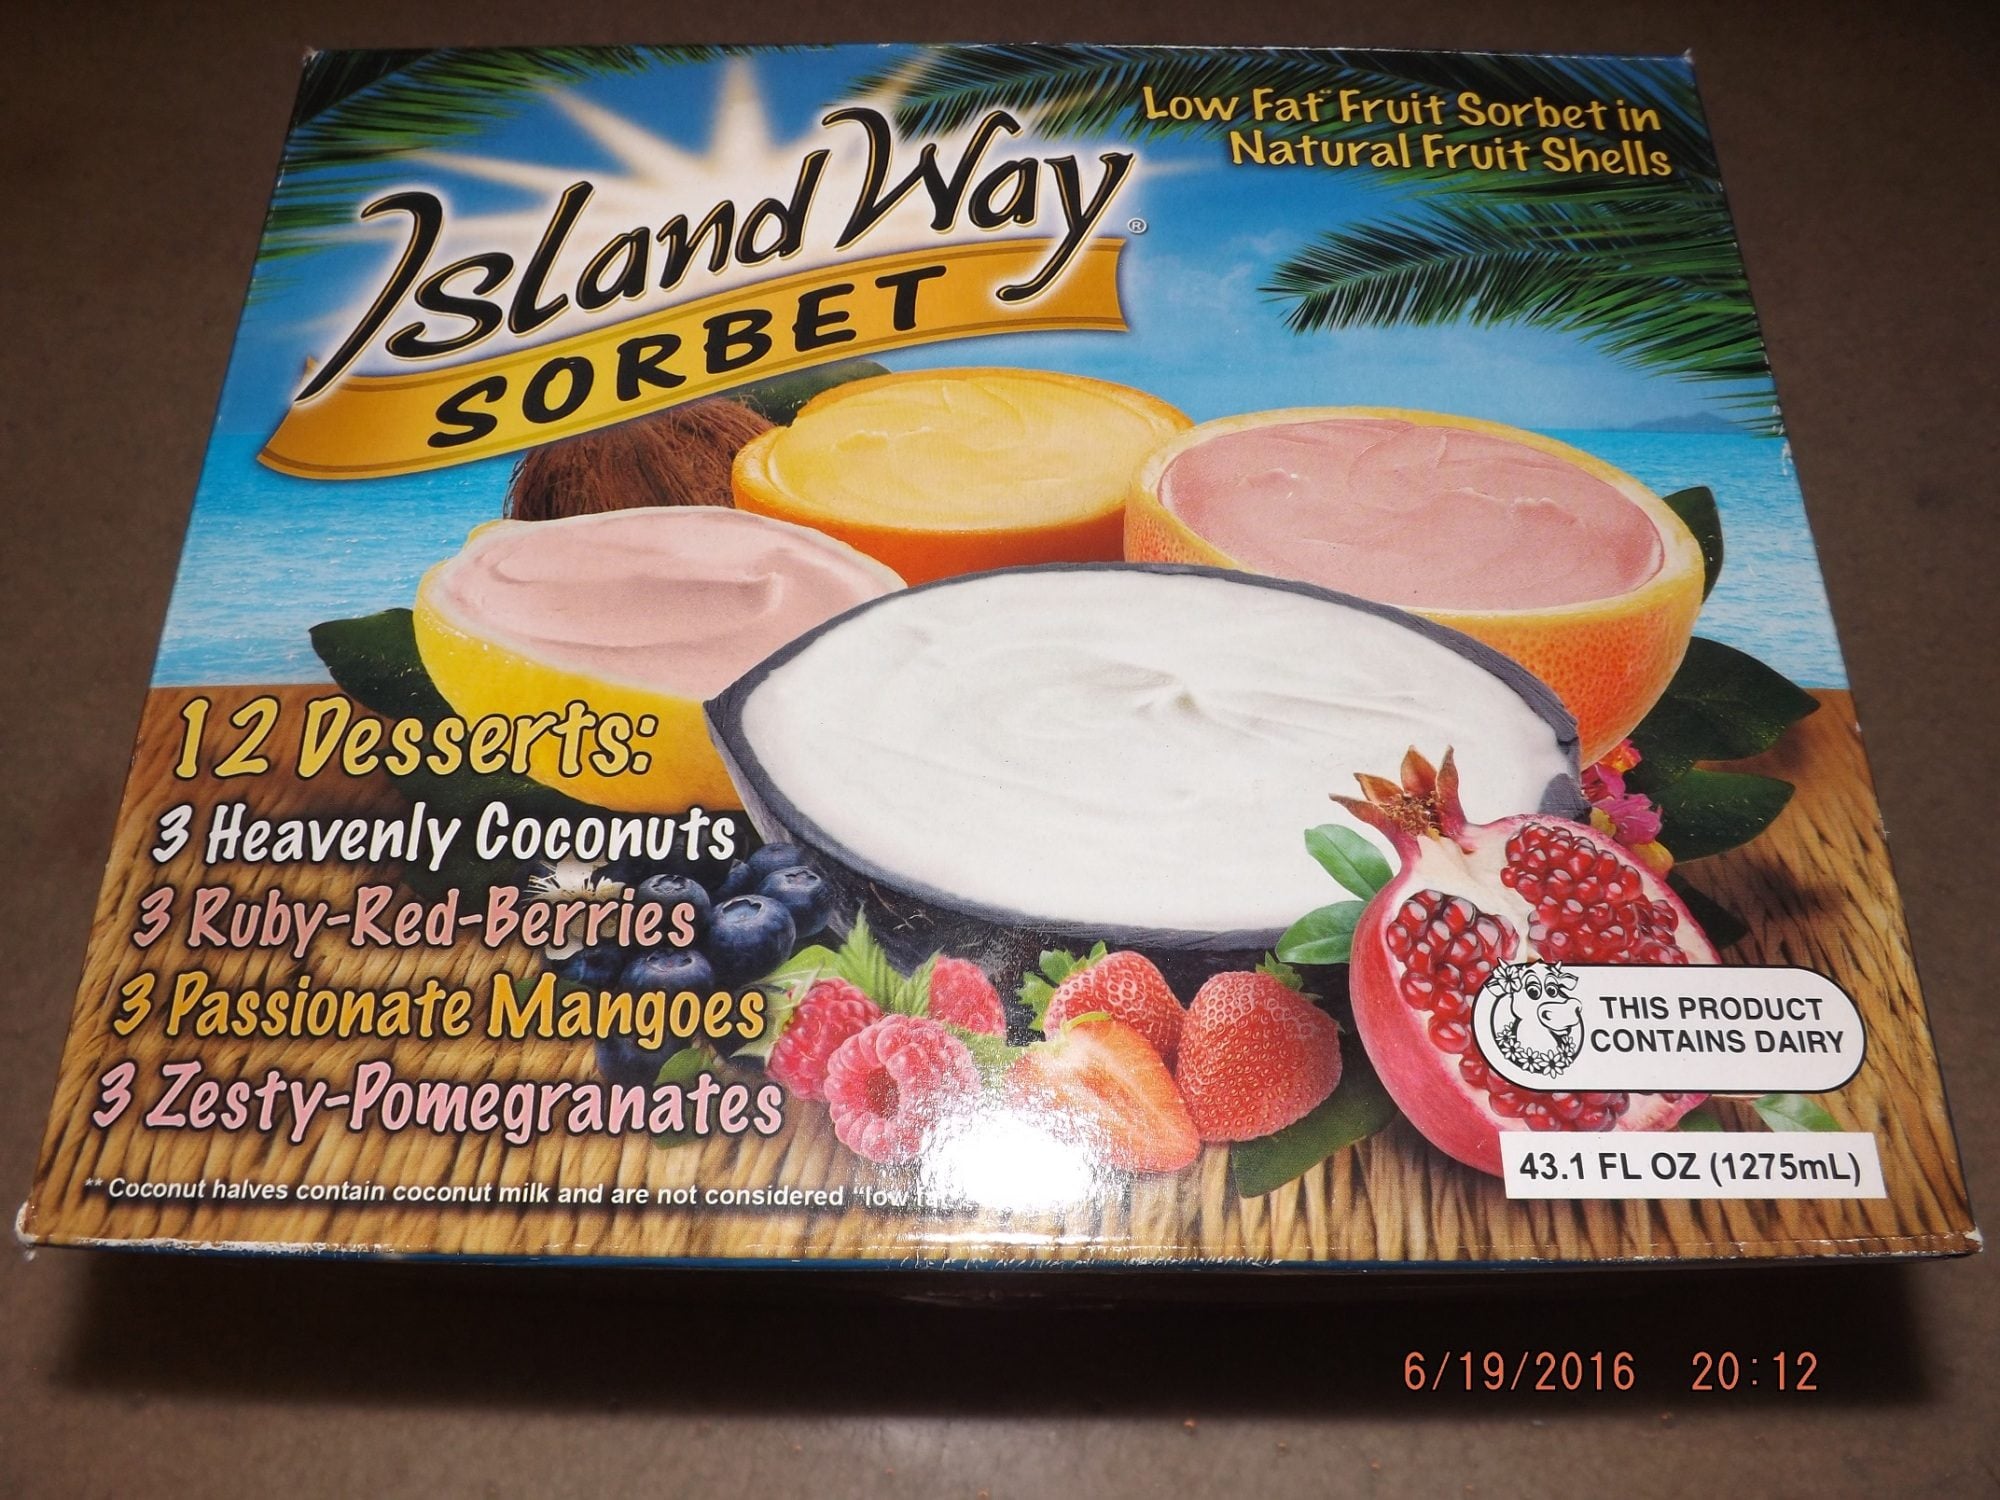 Low Fat** Fruit Sorbet in
Natural Fruit Shells
Island Way®
SORBET
12 Desserts:
3 Heavenly Coconuts
3 Ruby-Red-Berries
3 Passionate Mangoes
3 Zesty-Pomegranates
** Coconut halves contain coconut milk and are not considered "low
THIS PRODUCT
CONTAINS DAIRY
43.1 FL OZ (1275mL)
6/19/2016 20:12